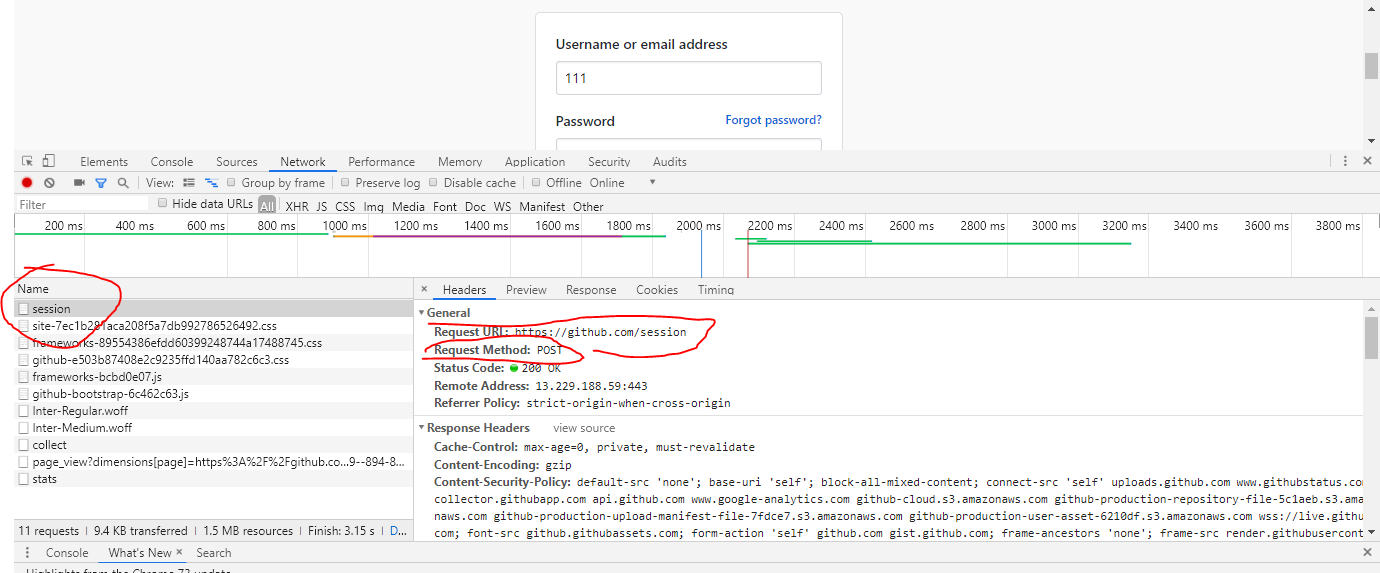 Username or email address
111
Password Forgot password?
Elements Console Sources Network Performance Memory Application Security Audits
View: Group by frame Preserve log Disable cache Offline Online
Filter Hide data URLs All XHR JS CSS Img Media Font Doc WS Manifest Other
200 ms 400 ms 600 ms 800 ms 1000 ms 1200 ms 1400 ms 1600 ms 1800 ms 2000 ms 2200 ms 2400 ms 2600 ms 2800 ms 3000 ms 3200 ms 3400 ms 3600 ms 3800 ms
Name
session
site-7ec1b281aca208f5a7db992786526492.css
frameworks-89554386efdd60399248744a17488745.css
github-e503b87408e2c9235ffd140aa782c6c3.css
frameworks-bcbd0e07.js
github-bootstrap-6c462c63.js
Inter-Regular.woff
Inter-Medium.woff
collect
page_view?dimensions[page]=https%3A%2F%2Fgithub.co...9--894-8...
stats
11 requests | 9.4 KB transferred | 1.5 MB resources | Finish: 3.15 s | D...
× Headers Preview Response Cookies Timing
General
Request URL: https://github.com/session
Request Method: POST
Status Code: 200 OK
Remote Address: 13.229.188.59:443
Referrer Policy: strict-origin-when-cross-origin
Response Headers view source
Cache-Control: max-age=0, private, must-revalidate
Content-Encoding: gzip
Content-Security-Policy: default-src 'none'; base-uri 'self'; block-all-mixed-content; connect-src 'self' uploads.github.com www.githubstatus.com
collector.githubapp.com api.github.com www.google-analytics.com github-cloud.s3.amazonaws.com github-production-repository-file-5c1aeb.s3.ama
naws.com github-production-upload-manifest-file-7fdce7.s3.amazonaws.com github-production-user-asset-6210df.s3.amazonaws.com wss://live.githu
com; font-src github.githubassets.com; form-action 'self' github.com gist.github.com; frame-ancestors 'none'; frame-src render.githubusercont
Console What's New × Search
Highlights from the Chrome 73 update